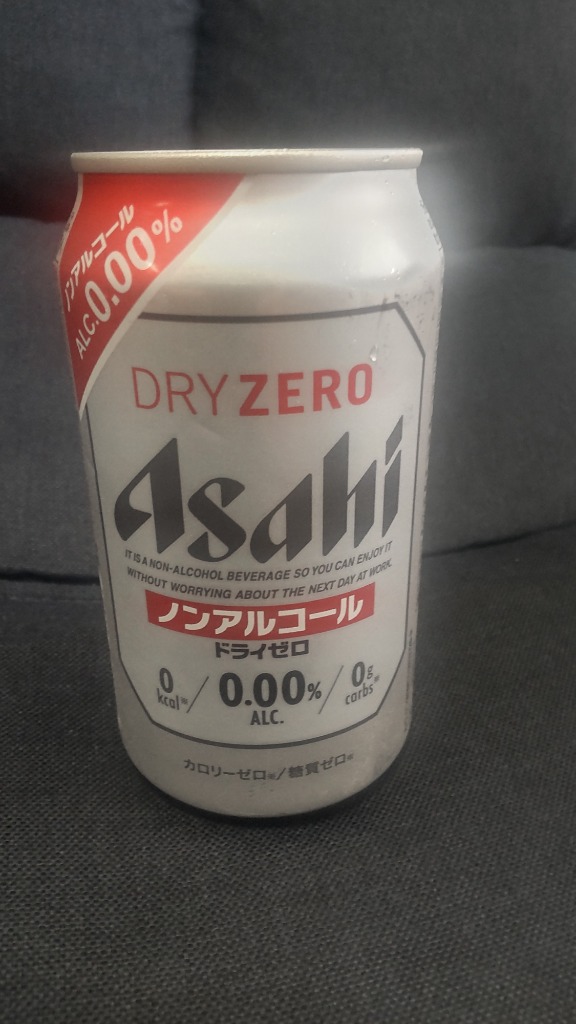 ノンアルコール
ALC.0.00%
DRY ZERO
Asahi
IT IS A NON-ALCOHOL BEVERAGE SO YOU CAN ENJOY IT
WITHOUT WORRYING ABOUT THE NEXT DAY AT WORK.
ノンアルコール
ドライゼロ
0 kcal※ / 0.00% ALC. / 0g carbs※
カロリーゼロ※/糖質ゼロ※